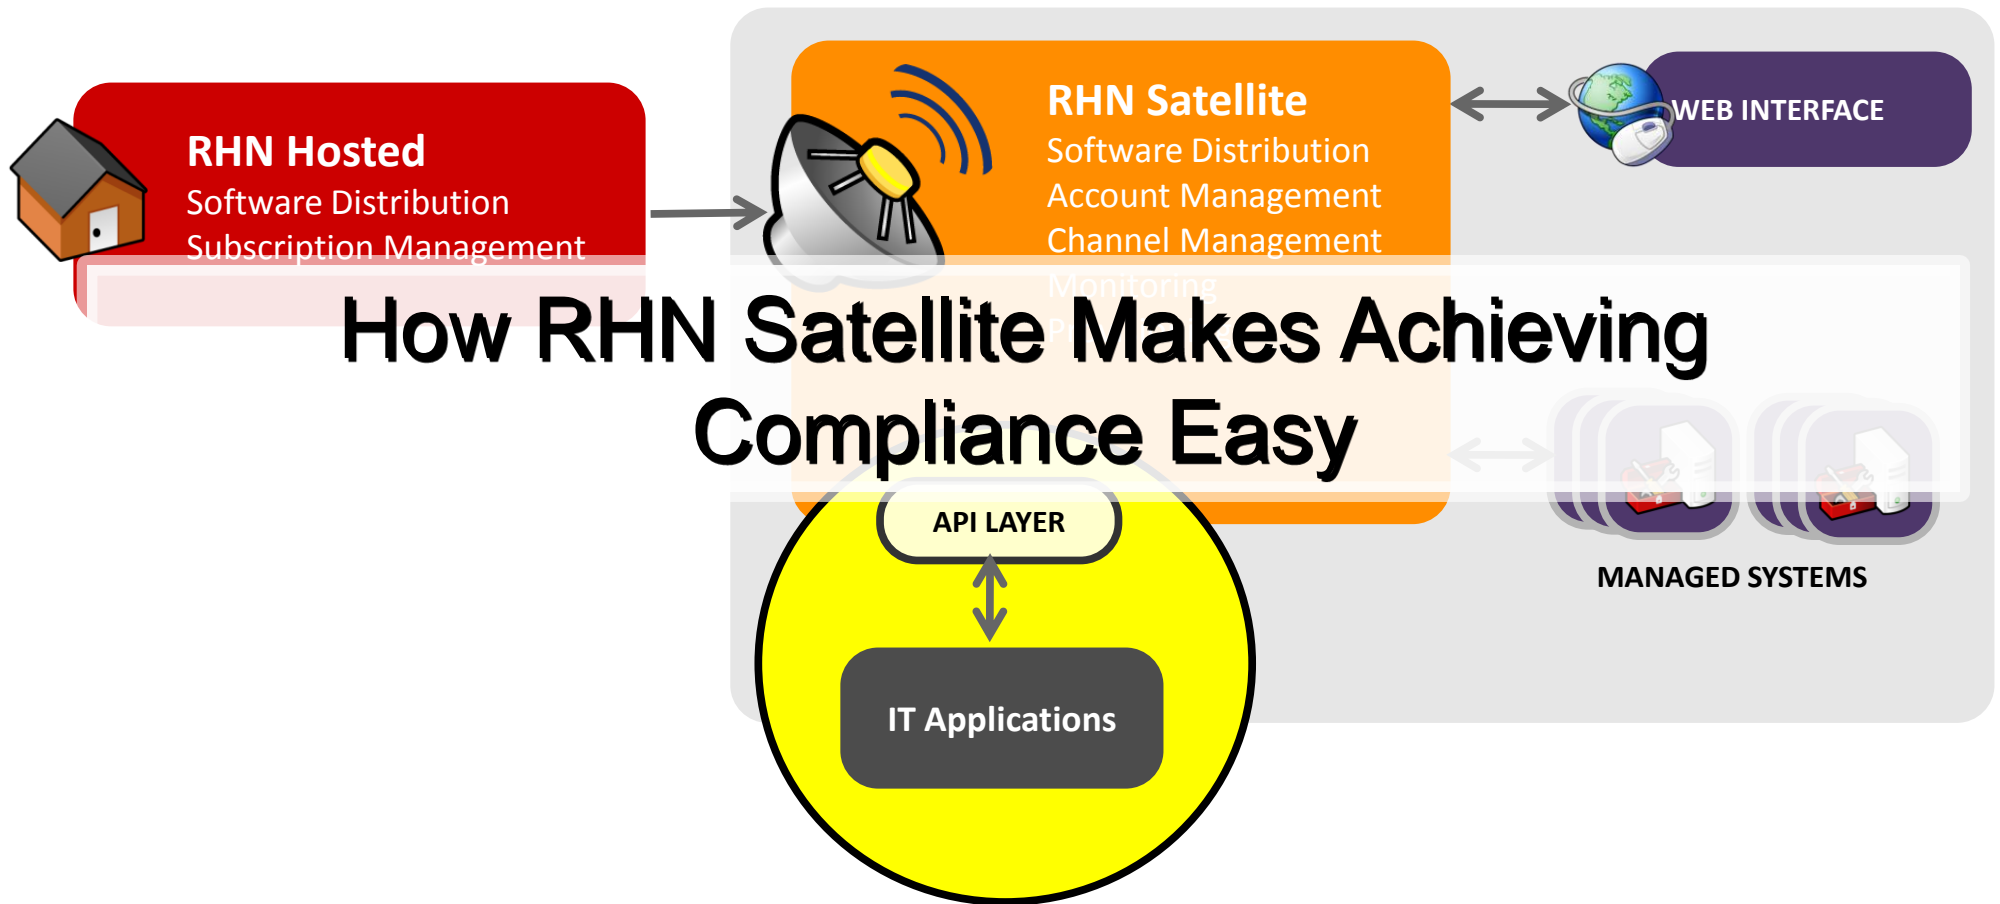 RHN Hosted
Software Distribution
Subscription Management
RHN Satellite
Software Distribution
Account Management
Channel Management
Monitoring
WEB INTERFACE
How RHN Satellite Makes Achieving
Compliance Easy
API LAYER
IT Applications
MANAGED SYSTEMS